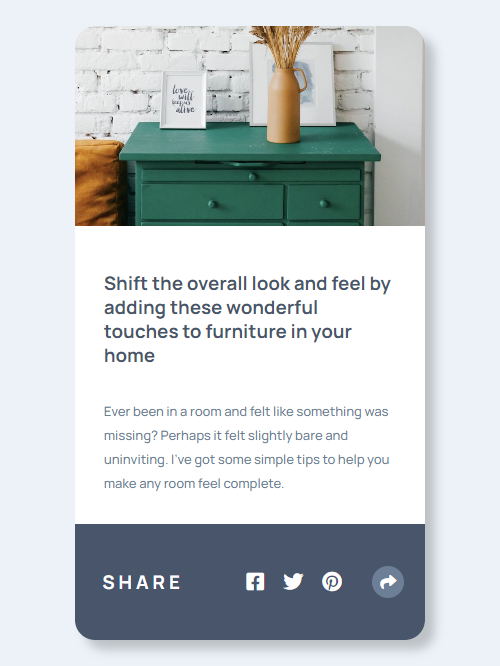 love
will
keep us
alive
Shift the overall look and feel by
adding these wonderful
touches to furniture in your
home
Ever been in a room and felt like something was
missing? Perhaps it felt slightly bare and
uninviting. I've got some simple tips to help you
make any room feel complete.
SHARE